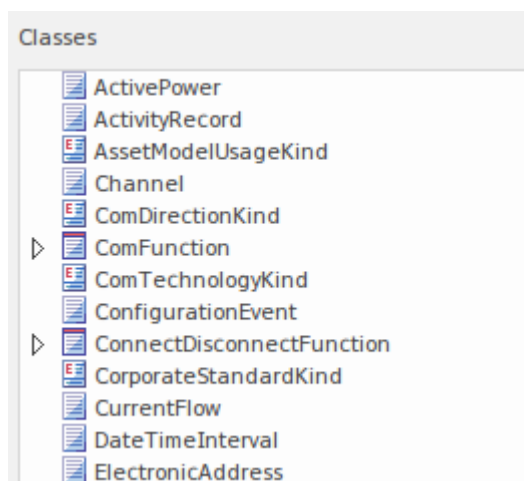 Classes
ActivePower
ActivityRecord
AssetModelUsageKind
Channel
ComDirectionKind
ComFunction
ComTechnologyKind
ConfigurationEvent
ConnectDisconnectFunction
CorporateStandardKind
CurrentFlow
DateTimeInterval
ElectronicAddress